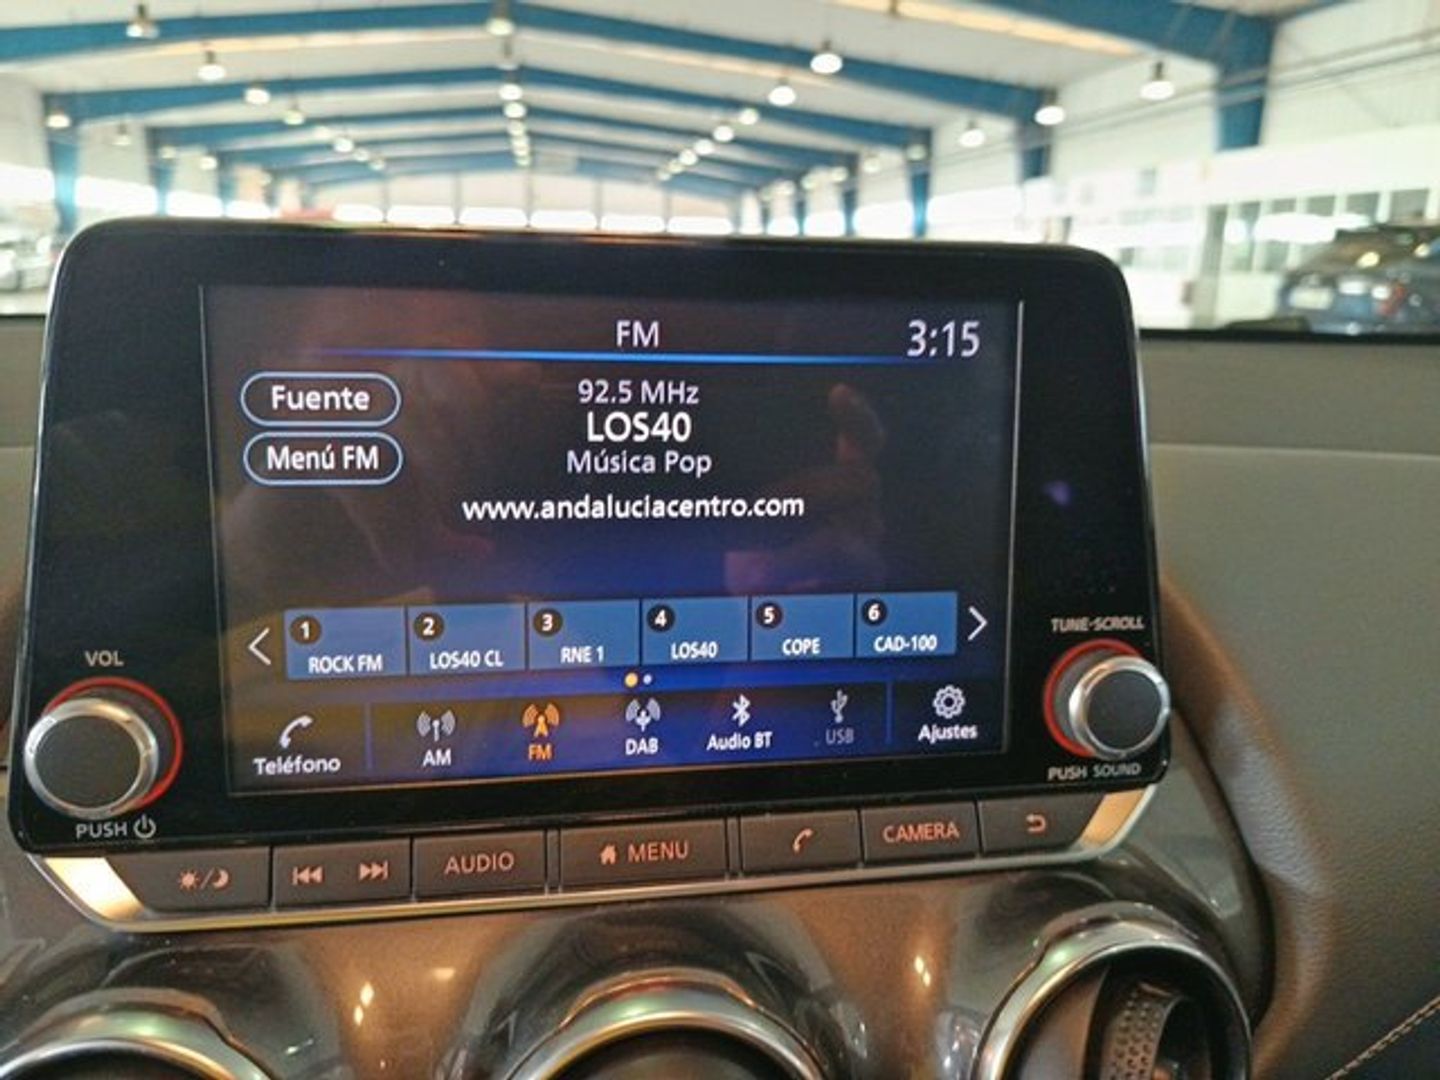 FM
3:15
Fuente
92.5 MHz
LOS40
Menú FM
Música Pop
www.andaluciacentro.com
1 ROCK FM
2 LOS40 CL
3 RNE 1
4 LOS40
5 COPE
6 CAD-100
Teléfono
AM
FM
DAB
Audio BT
USB
Ajustes
VOL
PUSH
TUNE·SCROLL
PUSH SOUND
AUDIO
MENU
CAMERA